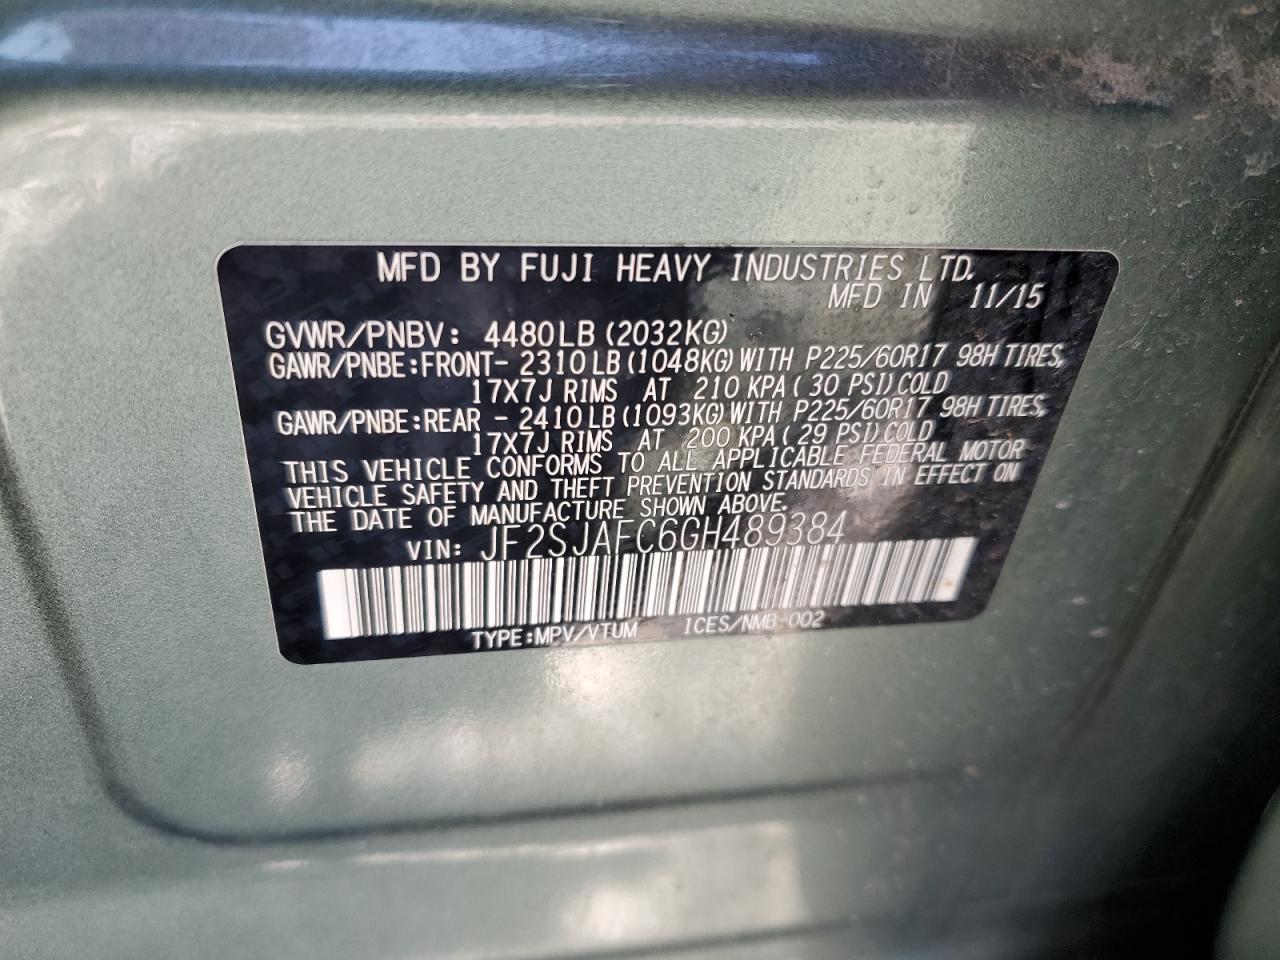 MFD BY FUJI HEAVY INDUSTRIES LTD.
MFD IN 11/15
GVWR/PNBV: 4480LB (2032KG)
GAWR/PNBE:FRONT- 2310LB (1048KG) WITH P225/60R17 98H TIRES,
17X7J RIMS AT 210 KPA ( 30 PSI) COLD
GAWR/PNBE:REAR - 2410LB (1093KG) WITH P225/60R17 98H TIRES,
17X7J RIMS AT 200 KPA ( 29 PSI) COLD
THIS VEHICLE CONFORMS TO ALL APPLICABLE FEDERAL MOTOR
VEHICLE SAFETY AND THEFT PREVENTION STANDARDS IN EFFECT ON
THE DATE OF MANUFACTURE SHOWN ABOVE.
VIN: JF2SJAFC6GH489384
TYPE:MPV/VTUM ICES/NMB-002